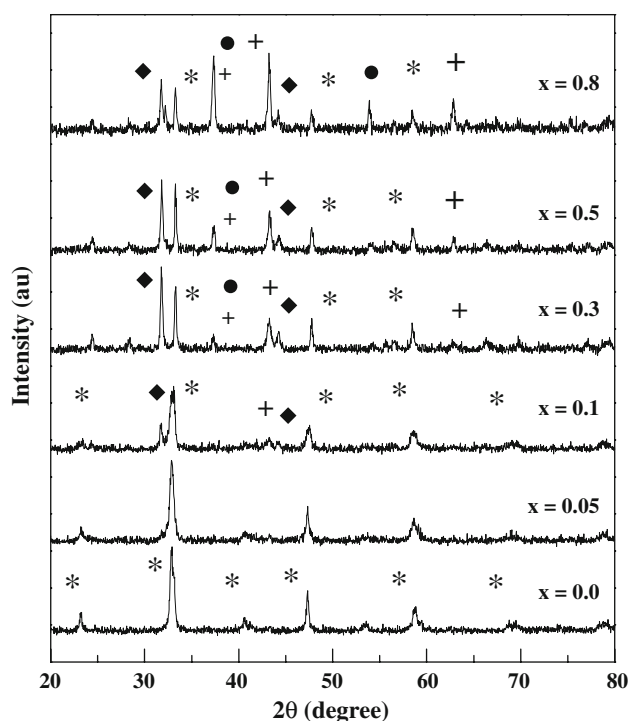 x = 0.8
x = 0.5
x = 0.3
x = 0.1
x = 0.05
x = 0.0
Intensity (au)
20 30 40 50 60 70 80
2θ (degree)